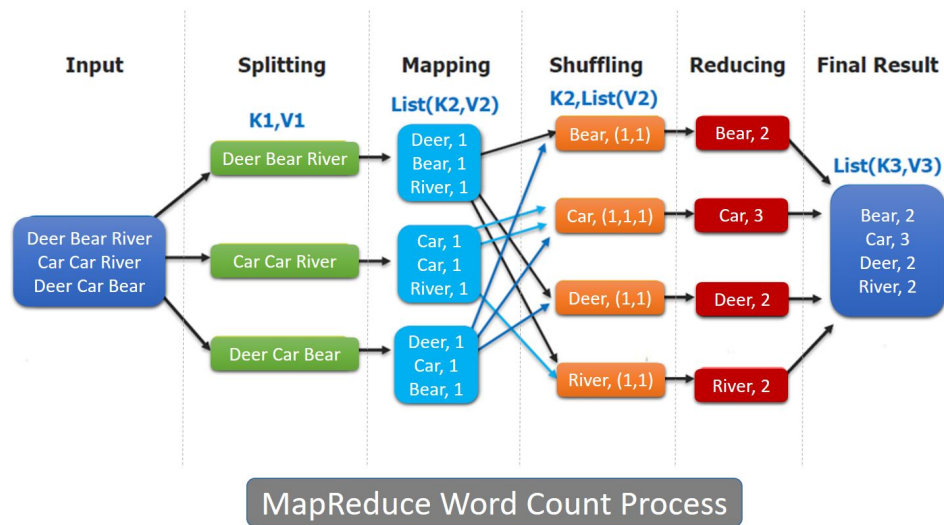 Input
Splitting
Mapping
Shuffling
Reducing
Final Result
K1,V1
List(K2,V2)
K2,List(V2)
List(K3,V3)
Deer Bear River
Car Car River
Deer Car Bear
Deer Bear River
Car Car River
Deer Car Bear
Deer, 1
Bear, 1
River, 1
Car, 1
Car, 1
River, 1
Deer, 1
Car, 1
Bear, 1
Bear, (1,1)
Car, (1,1,1)
Deer, (1,1)
River, (1,1)
Bear, 2
Car, 3
Deer, 2
River, 2
Bear, 2
Car, 3
Deer, 2
River, 2
MapReduce Word Count Process